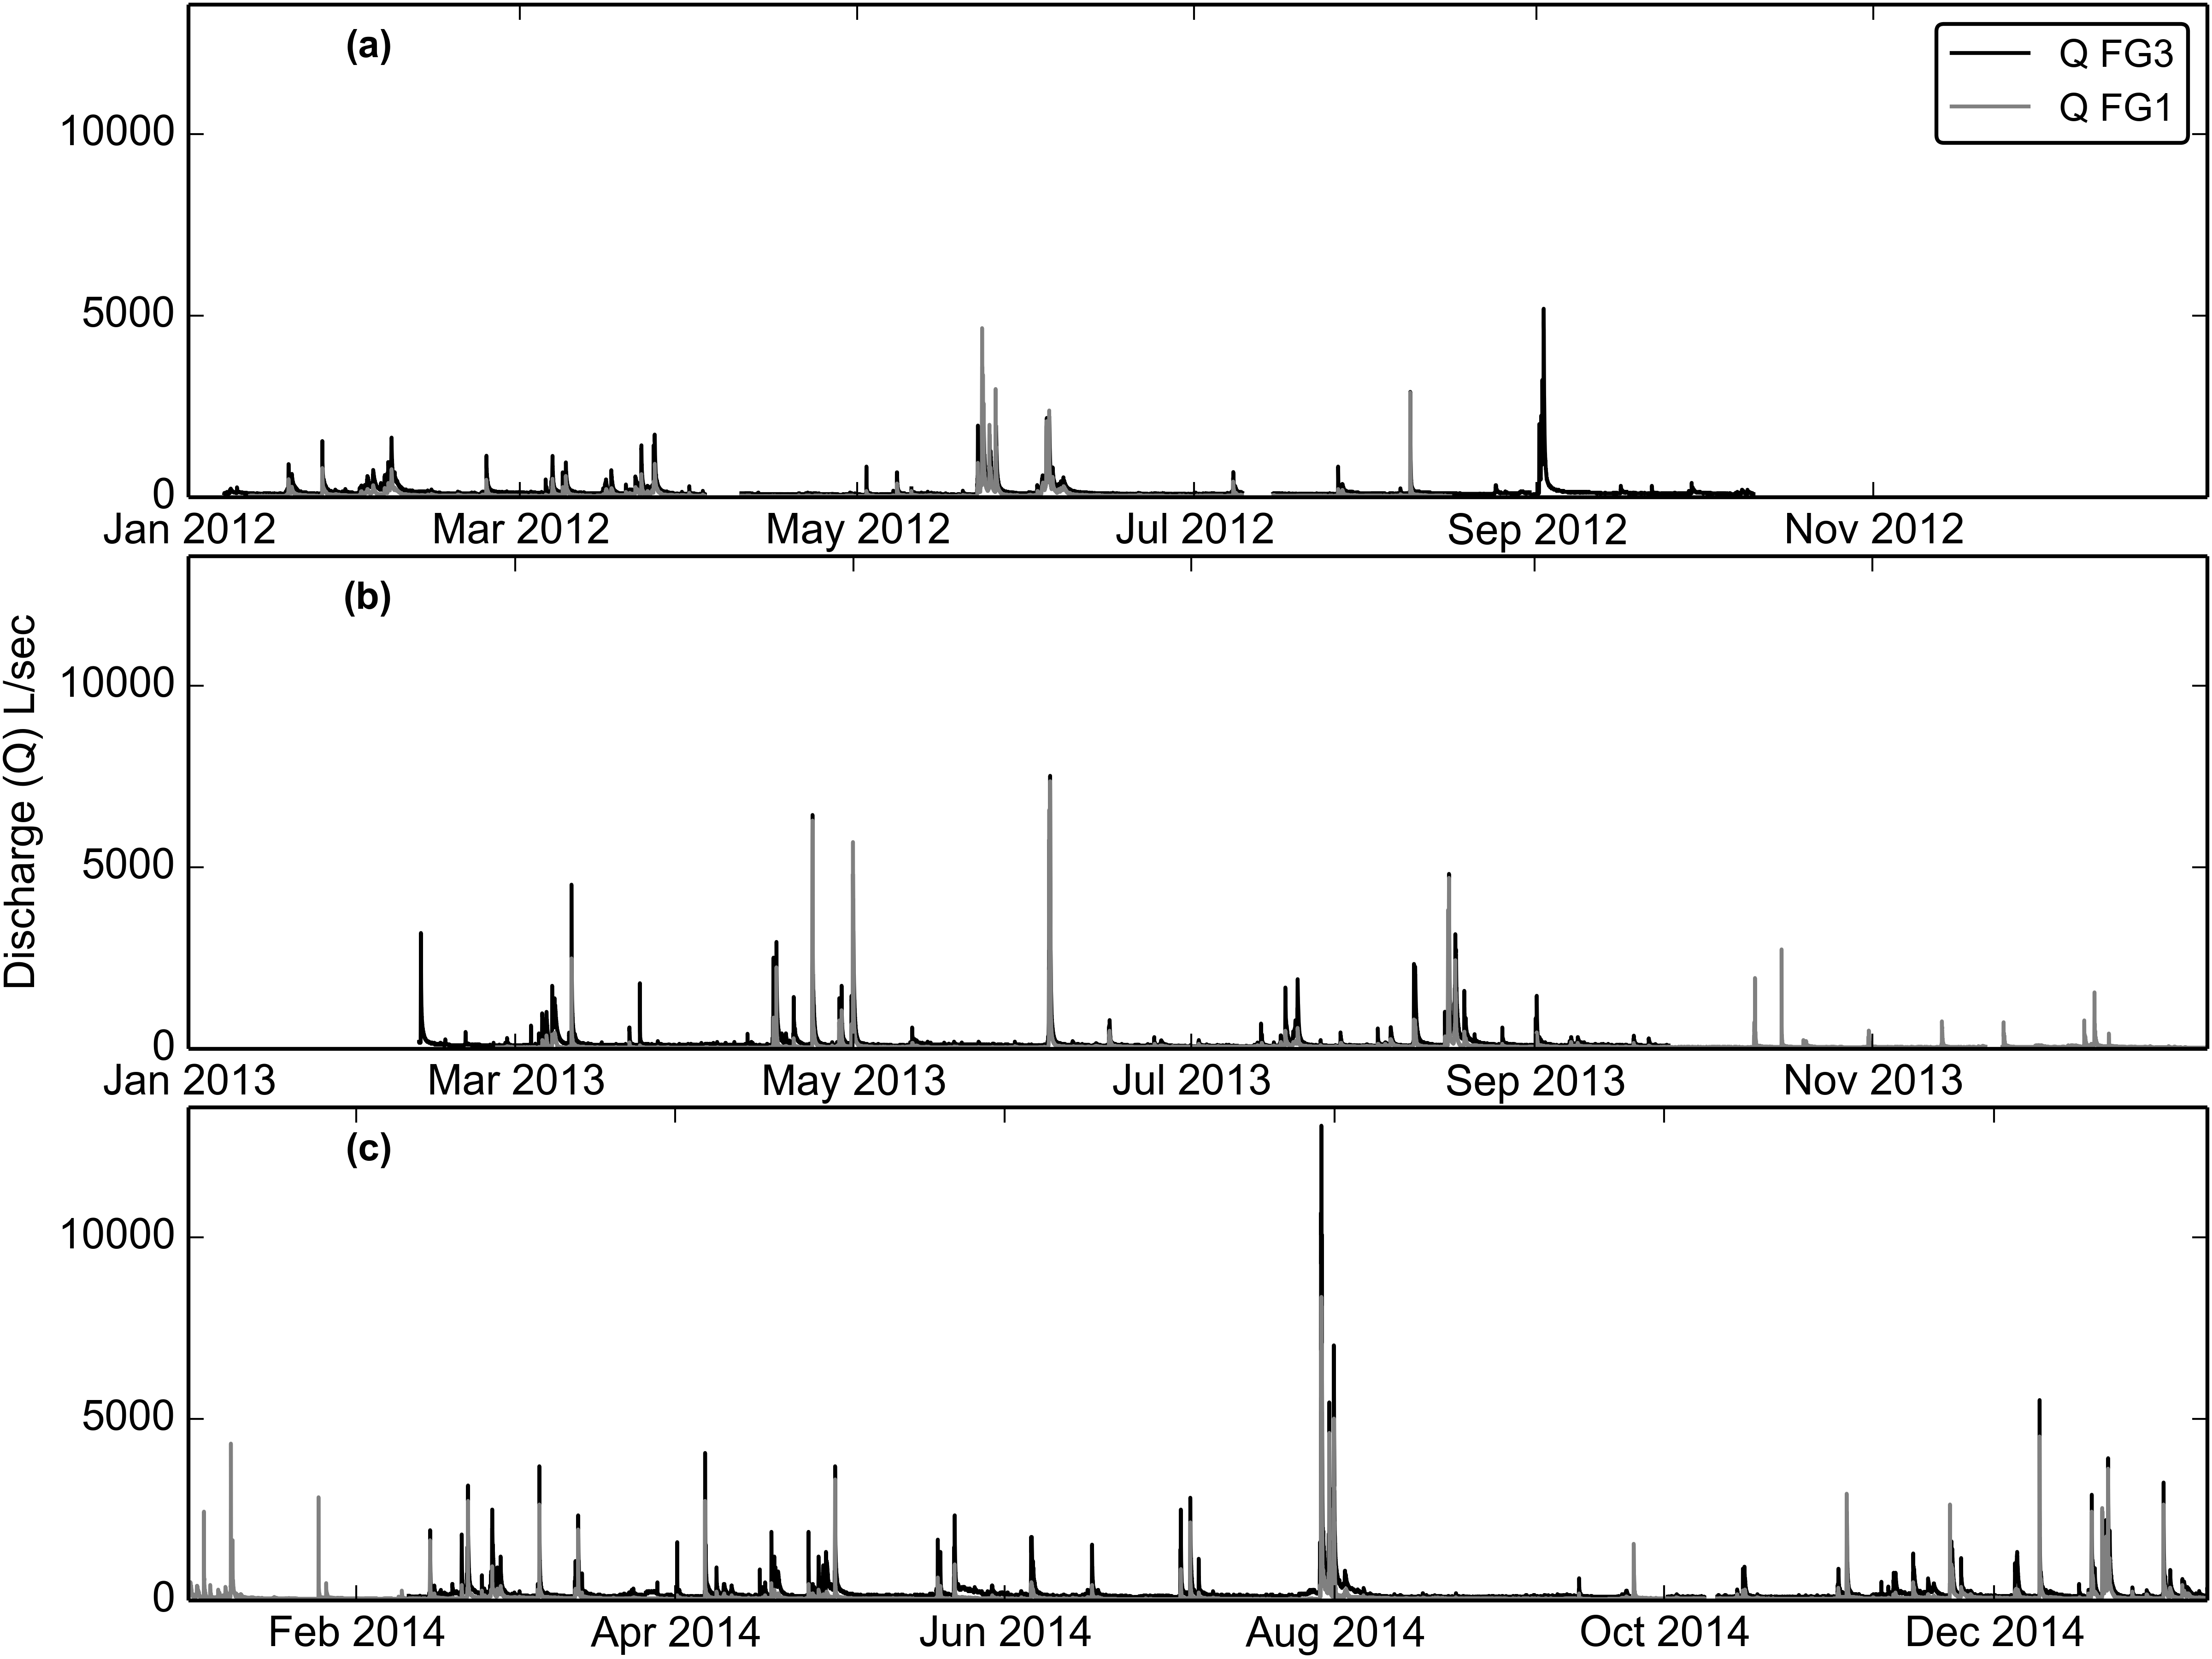 (a)
Q FG3
Q FG1
10000
5000
0
Jan 2012 Mar 2012 May 2012 Jul 2012 Sep 2012 Nov 2012
(b)
Discharge (Q) L/sec
10000
5000
0
Jan 2013 Mar 2013 May 2013 Jul 2013 Sep 2013 Nov 2013
(c)
10000
5000
0
Feb 2014 Apr 2014 Jun 2014 Aug 2014 Oct 2014 Dec 2014